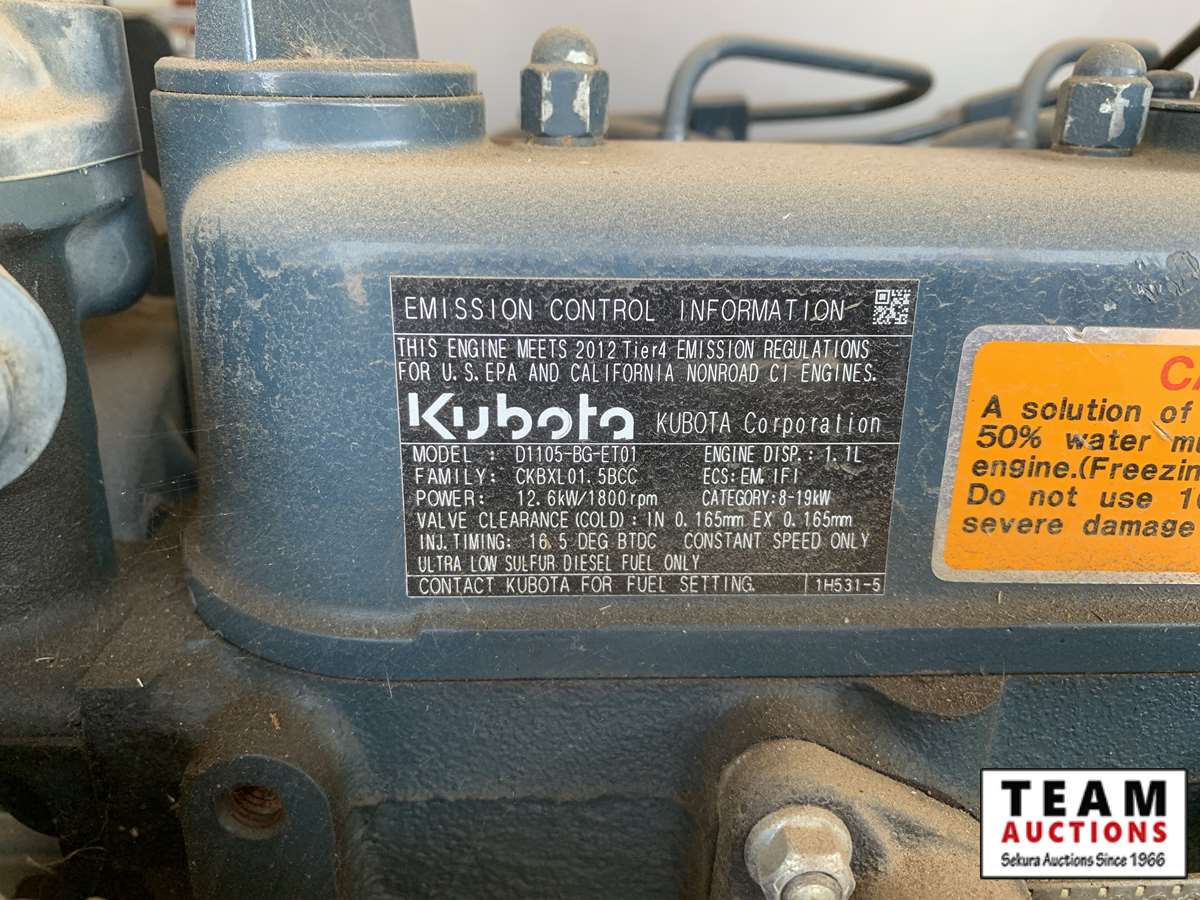 EMISSION CONTROL INFORMATION
THIS ENGINE MEETS 2012 Tier4 EMISSION REGULATIONS
FOR U.S. EPA AND CALIFORNIA NONROAD CI ENGINES.
Kubota KUBOTA Corporation
MODEL : D1105-BG-ET01 ENGINE DISP.: 1.1L
FAMILY: CKBXL01.5BCC ECS: EM, IFI
POWER: 12.6kW/1800rpm CATEGORY: 8-19kW
VALVE CLEARANCE (COLD) : IN 0.165mm EX 0.165mm
INJ. TIMING: 16.5 DEG BTDC CONSTANT SPEED ONLY
ULTRA LOW SULFUR DIESEL FUEL ONLY
CONTACT KUBOTA FOR FUEL SETTING. 1H531-5
A solution of
50% water
engine.(Freezin
Do not use
severe damage
TEAM
AUCTIONS
Sekura Auctions Since 1966